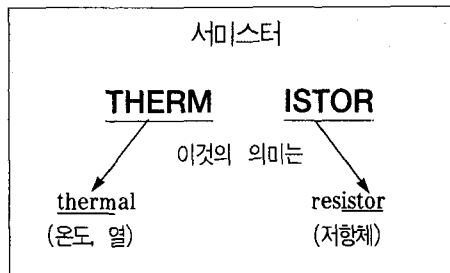 서미스터
THERM ISTOR
이것의 의미는
thermal resistor
(온도, 열) (저항체)